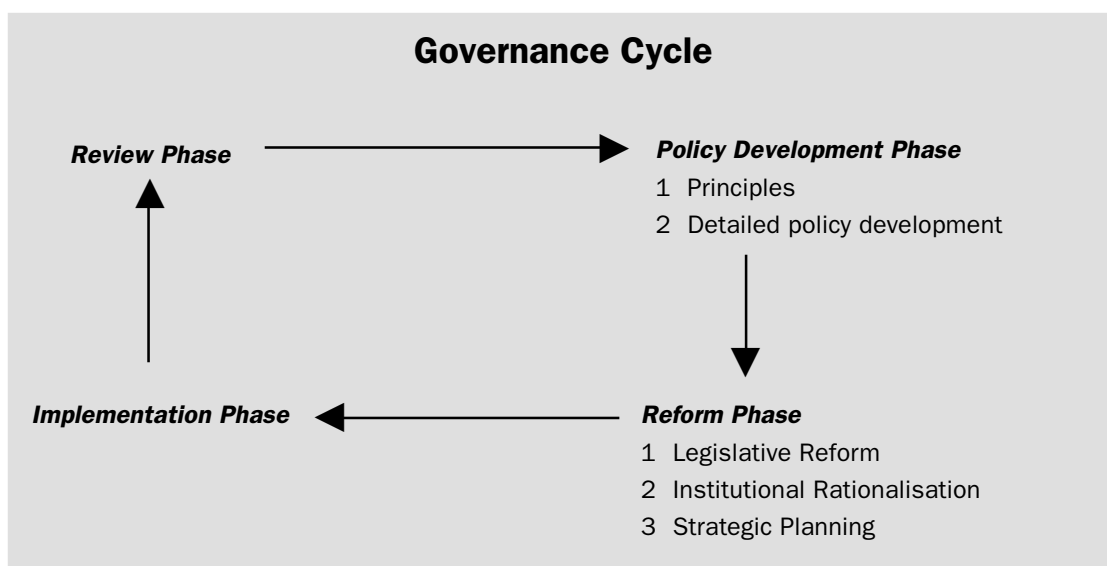 Governance Cycle
Review Phase
Policy Development Phase
1 Principles
2 Detailed policy development
Implementation Phase
Reform Phase
1 Legislative Reform
2 Institutional Rationalisation
3 Strategic Planning